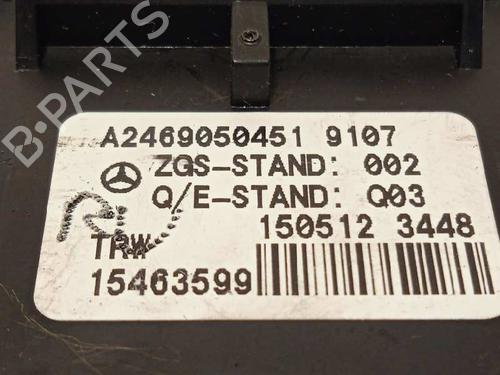 A2469050451 9107
ZGS-STAND: 002
Q/E-STAND: Q03
150512 3448
TRW
15463599
B-PARTS